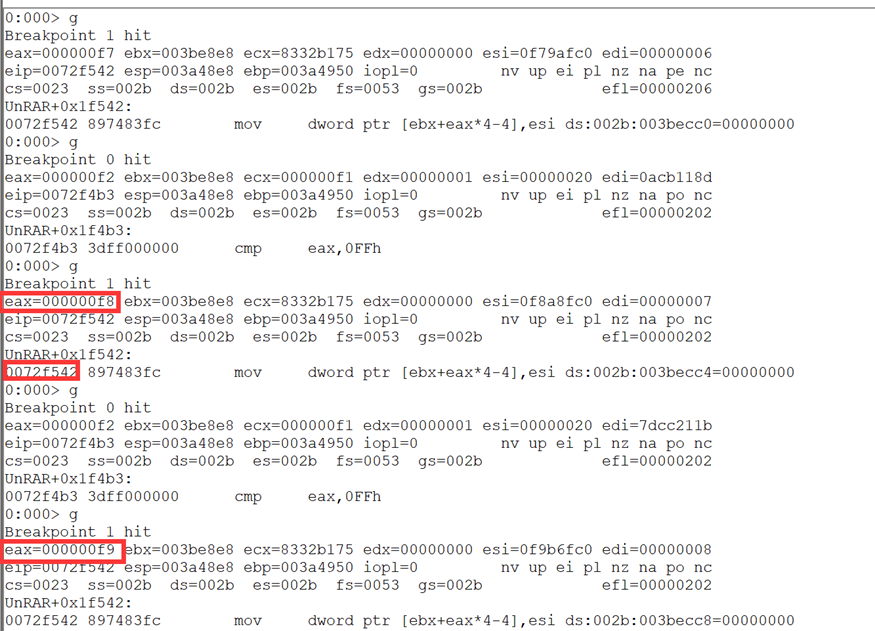 0:000> g
Breakpoint 1 hit
eax=000000f7 ebx=003be8e8 ecx=8332b175 edx=00000000 esi=0f79afc0 edi=00000006
eip=0072f542 esp=003a48e8 ebp=003a4950 iopl=0         nv up ei pl nz na pe nc
cs=0023  ss=002b  ds=002b  es=002b  fs=0053  gs=002b             efl=00000206
UnRAR+0x1f542:
0072f542 897483fc        mov     dword ptr [ebx+eax*4-4],esi ds:002b:003becc0=00000000
0:000> g
Breakpoint 0 hit
eax=000000f2 ebx=003be8e8 ecx=000000f1 edx=00000001 esi=00000020 edi=0acb118d
eip=0072f4b3 esp=003a48e8 ebp=003a4950 iopl=0         nv up ei pl nz na po nc
cs=0023  ss=002b  ds=002b  es=002b  fs=0053  gs=002b             efl=00000202
UnRAR+0x1f4b3:
0072f4b3 3dff000000      cmp     eax,0FFh
0:000> g
Breakpoint 1 hit
eax=000000f8 ebx=003be8e8 ecx=8332b175 edx=00000000 esi=0f8a8fc0 edi=00000007
eip=0072f542 esp=003a48e8 ebp=003a4950 iopl=0         nv up ei pl nz na po nc
cs=0023  ss=002b  ds=002b  es=002b  fs=0053  gs=002b             efl=00000202
UnRAR+0x1f542:
0072f542 897483fc        mov     dword ptr [ebx+eax*4-4],esi ds:002b:003becc4=00000000
0:000> g
Breakpoint 0 hit
eax=000000f2 ebx=003be8e8 ecx=000000f1 edx=00000001 esi=00000020 edi=7dcc211b
eip=0072f4b3 esp=003a48e8 ebp=003a4950 iopl=0         nv up ei pl nz na po nc
cs=0023  ss=002b  ds=002b  es=002b  fs=0053  gs=002b             efl=00000202
UnRAR+0x1f4b3:
0072f4b3 3dff000000      cmp     eax,0FFh
0:000> g
Breakpoint 1 hit
eax=000000f9 ebx=003be8e8 ecx=8332b175 edx=00000000 esi=0f9b6fc0 edi=00000008
eip=0072f542 esp=003a48e8 ebp=003a4950 iopl=0         nv up ei pl nz na po nc
cs=0023  ss=002b  ds=002b  es=002b  fs=0053  gs=002b             efl=00000202
UnRAR+0x1f542:
0072f542 897483fc        mov     dword ptr [ebx+eax*4-4],esi ds:002b:003becc8=00000000